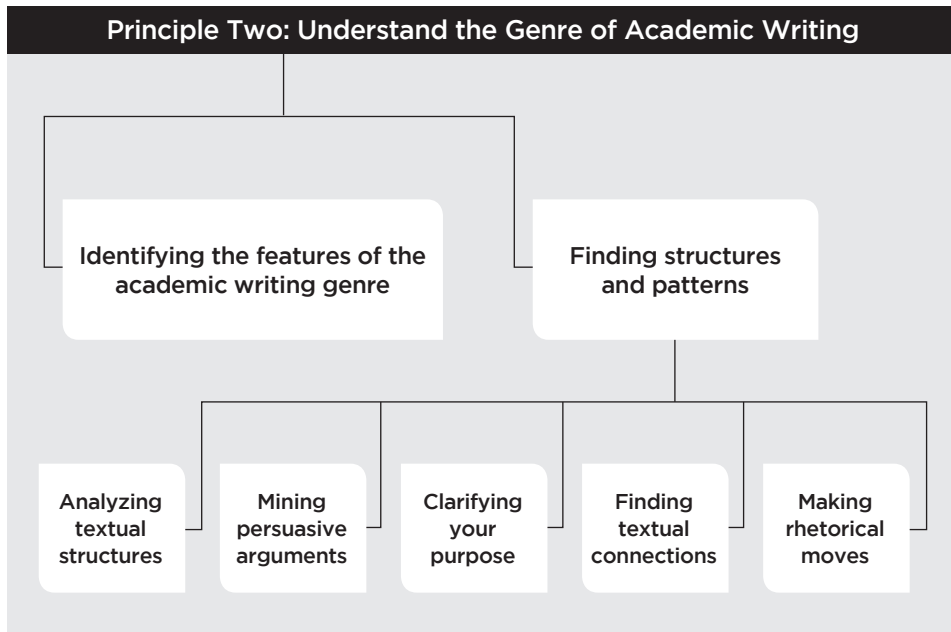 Principle Two: Understand the Genre of Academic Writing
Identifying the features of the
academic writing genre
Finding structures
and patterns
Analyzing
textual
structures
Mining
persuasive
arguments
Clarifying
your
purpose
Finding
textual
connections
Making
rhetorical
moves